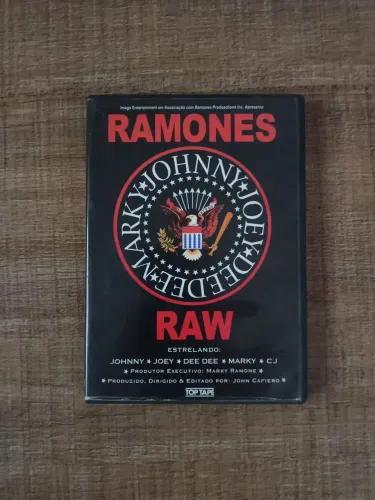 Image Entertainment em Associação com Ramones Productions Inc. Apresenta:
RAMONES
JOHNNY ★ JOEY ★ DEE DEE ★ MARKY ★
RAW
ESTRELANDO:
JOHNNY ★ JOEY ★ DEE DEE ★ MARKY ★ CJ
★ PRODUTOR EXECUTIVO: MARKY RAMONE ★
★ PRODUZIDO, DIRIGIDO & EDITADO POR: JOHN CAFIERO ★
TOP TAPE